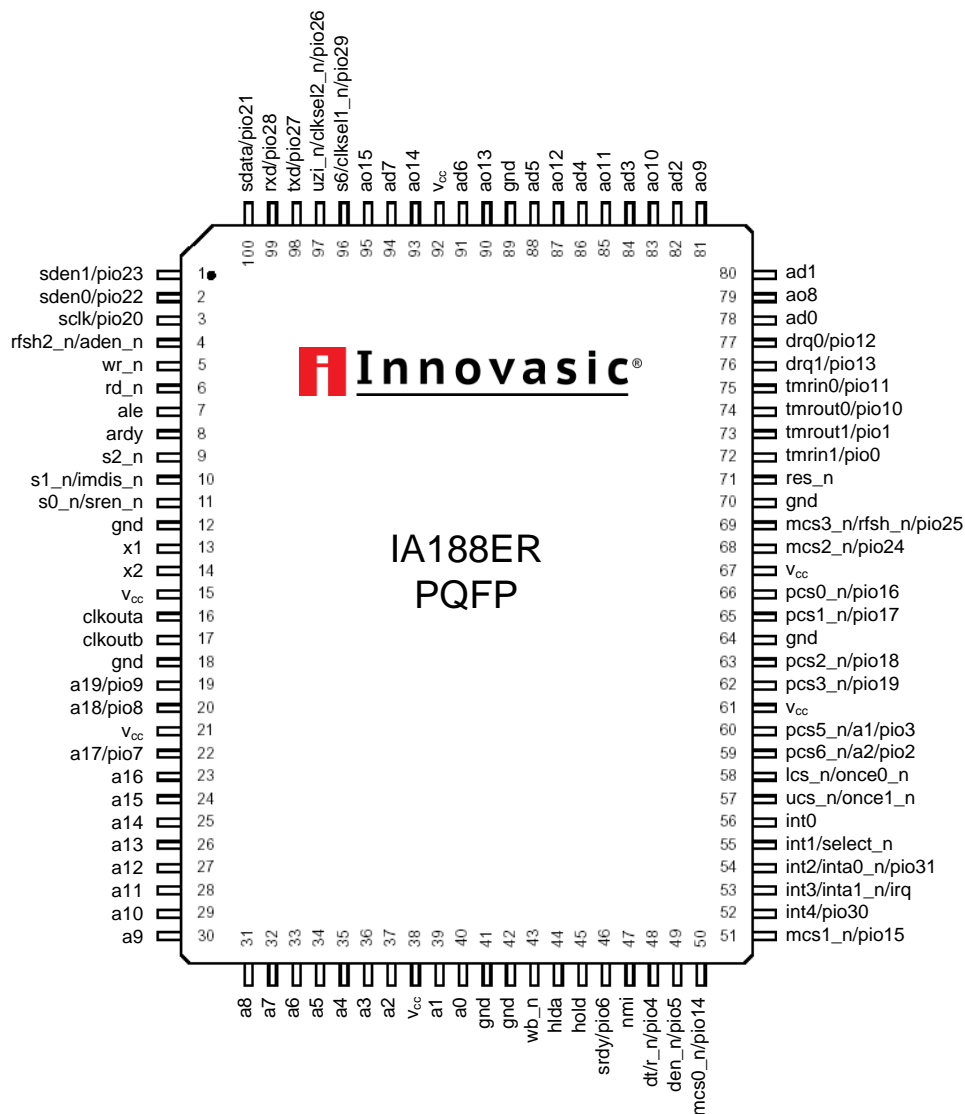 sdata/pio21
rxd/pio28
txd/pio27
uzi_n/clksel2_n/pio26
s6/clksel1_n/pio29
ao15
ad7
ao14
vcc
ad6
ao13
gnd
ad5
ao12
ad4
ao11
ad3
ao10
ad2
ao9
100 99 98 97 96 95 94 93 92 91 90 89 88 87 86 85 84 83 82 81
sden1/pio23 1
sden0/pio22 2
sclk/pio20 3
rfsh2_n/aden_n 4
wr_n 5
rd_n 6
ale 7
ardy 8
s2_n 9
s1_n/imdis_n 10
s0_n/sren_n 11
gnd 12
x1 13
x2 14
vcc 15
clkouta 16
clkoutb 17
gnd 18
a19/pio9 19
a18/pio8 20
vcc 21
a17/pio7 22
a16 23
a15 24
a14 25
a13 26
a12 27
a11 28
a10 29
a9 30
i Innovasic®
IA188ER
PQFP
80 ad1
79 ao8
78 ad0
77 drq0/pio12
76 drq1/pio13
75 tmrin0/pio11
74 tmrout0/pio10
73 tmrout1/pio1
72 tmrin1/pio0
71 res_n
70 gnd
69 mcs3_n/rfsh_n/pio25
68 mcs2_n/pio24
67 vcc
66 pcs0_n/pio16
65 pcs1_n/pio17
64 gnd
63 pcs2_n/pio18
62 pcs3_n/pio19
61 vcc
60 pcs5_n/a1/pio3
59 pcs6_n/a2/pio2
58 lcs_n/once0_n
57 ucs_n/once1_n
56 int0
55 int1/select_n
54 int2/inta0_n/pio31
53 int3/inta1_n/irq
52 int4/pio30
51 mcs1_n/pio15
31 32 33 34 35 36 37 38 39 40 41 42 43 44 45 46 47 48 49 50
a8
a7
a6
a5
a4
a3
a2
vcc
a1
a0
gnd
gnd
wb_n
hlda
hold
srdy/pio6
nmi
dt/r_n/pio4
den_n/pio5
mcs0_n/pio14